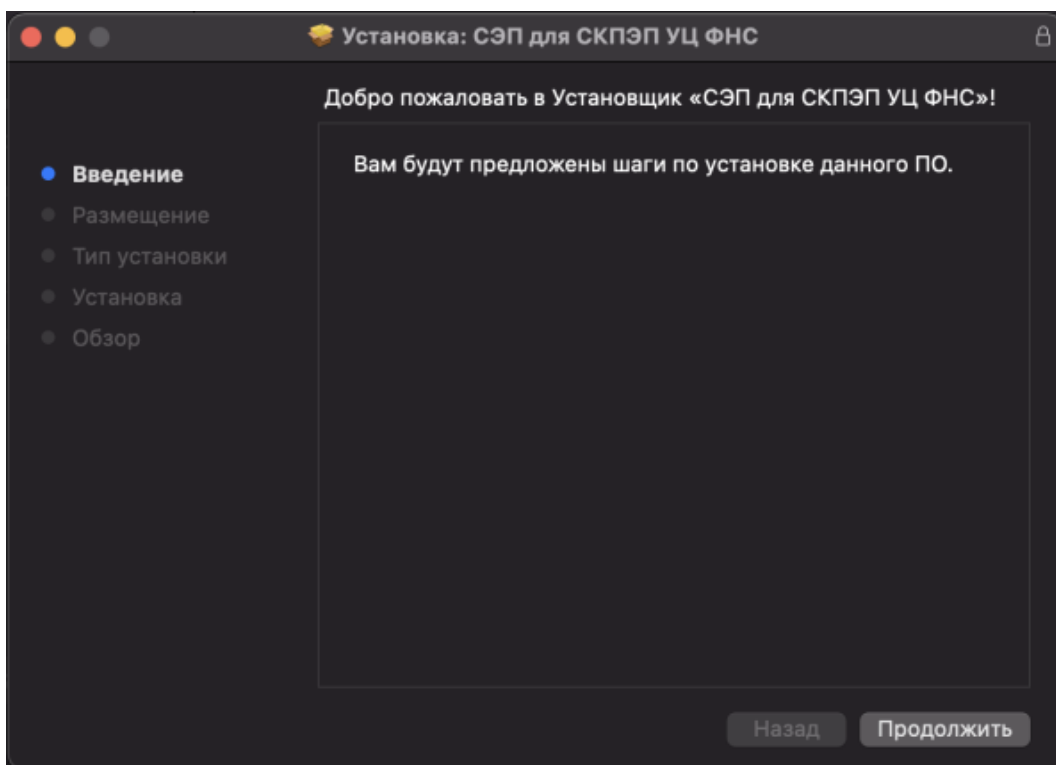 Установка: СЭП для СКПЭП УЦ ФНС
Добро пожаловать в Установщик «СЭП для СКПЭП УЦ ФНС»!
Введение
Размещение
Тип установки
Установка
Обзор
Вам будут предложены шаги по установке данного ПО.
Назад
Продолжить